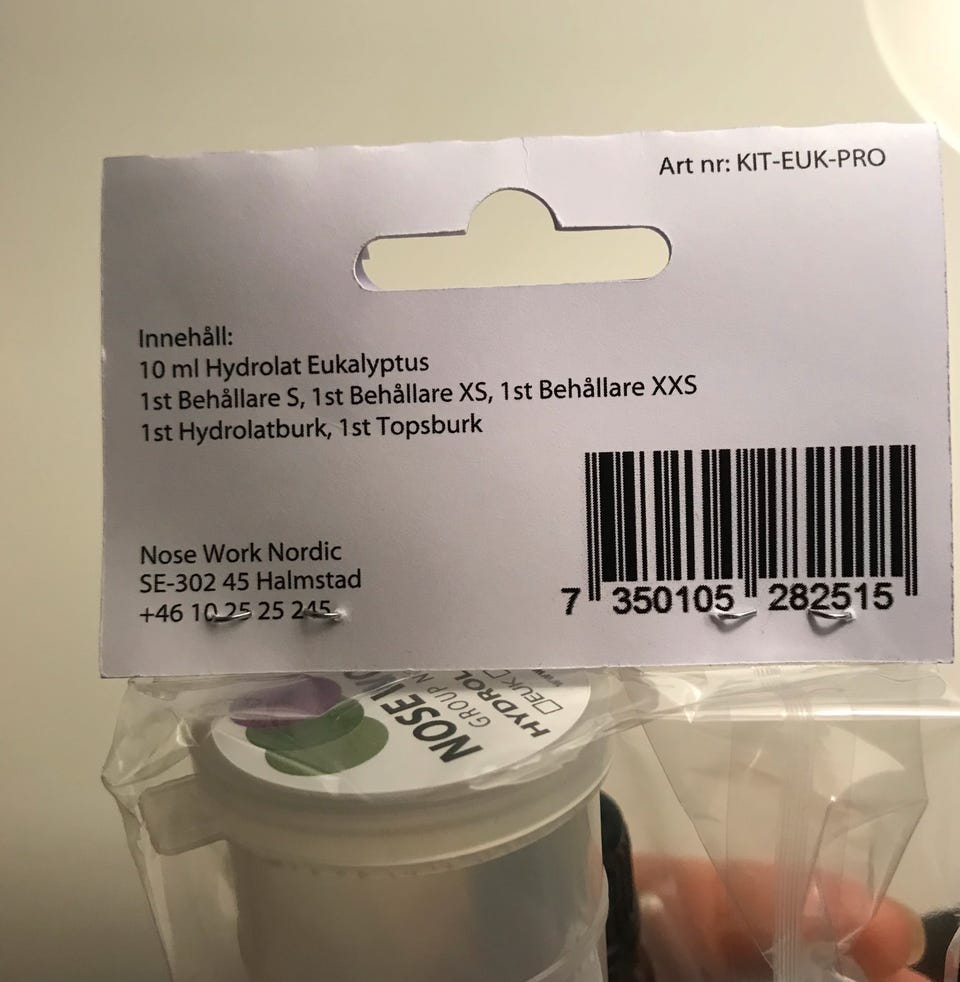 Art nr: KIT-EUK-PRO
Innehåll:
10 ml Hydrolat Eukalyptus
1st Behållare S, 1st Behållare XS, 1st Behållare XXS
1st Hydrolatburk, 1st Topsburk
Nose Work Nordic
SE-302 45 Halmstad
+46 10 25 25 245
7 350105 282515
NOSE
GROUP
HYDROL
EUK
www